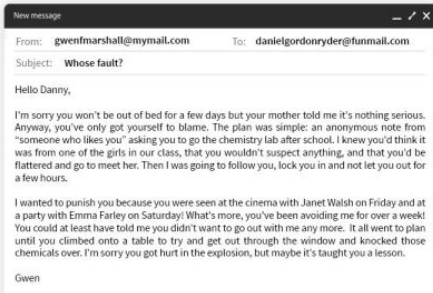 New message
From: gwenfmarshall@mymail.com To: danielgordonryder@funmail.com
Subject: Whose fault?
Hello Danny,
I'm sorry you won't be out of bed for a few days but your mother told me it's nothing serious.
Anyway, you've only got yourself to blame. The plan was simple: an anonymous note from
"someone who likes you" asking you to go the chemistry lab after school. I knew you'd think it
was from one of the girls in our class, that you wouldn't suspect anything, and that you'd be
flattered and go to meet her. Then I was going to follow you, lock you in and not let you out for
a few hours.
I wanted to punish you because you were seen at the cinema with Janet Walsh on Friday and at
a party with Emma Farley on Saturday! What's more, you've been avoiding me for over a week!
You could at least have told me you didn't want to go out with me any more. It all went to plan
until you climbed onto a table to try and get out through the window and knocked those
chemicals over. I'm sorry you got hurt in the explosion, but maybe it's taught you a lesson.
Gwen